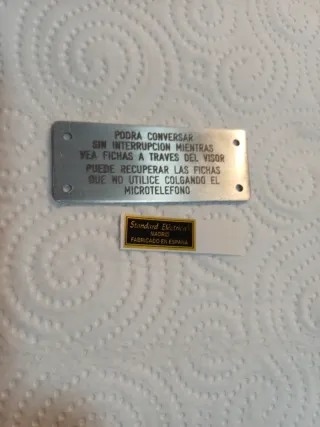 PODRA CONVERSAR
SIN INTERRUPCION MIENTRAS
VEA FICHAS A TRAVES DEL VISOR
PUEDE RECUPERAR LAS FICHAS
QUE NO UTILICE COLGANDO EL
MICROTELEFONO
Standard Eléctrica
MADRID
FABRICADO EN ESPAÑA